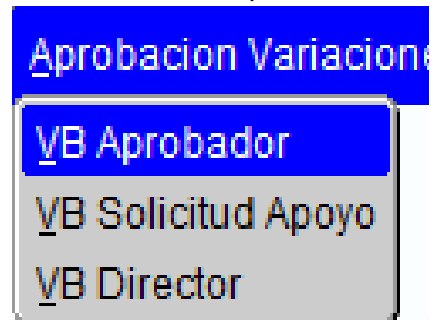 Aprobacion Variacione
VB Aprobador
VB Solicitud Apoyo
VB Director